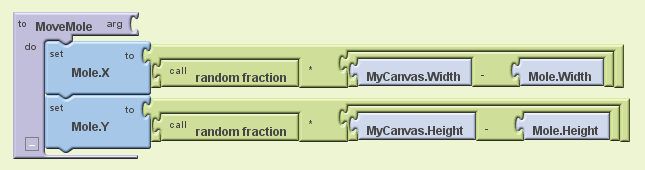 to MoveMole arg
do set Mole.X to call random fraction * MyCanvas.Width - Mole.Width
set Mole.Y to call random fraction * MyCanvas.Height - Mole.Height